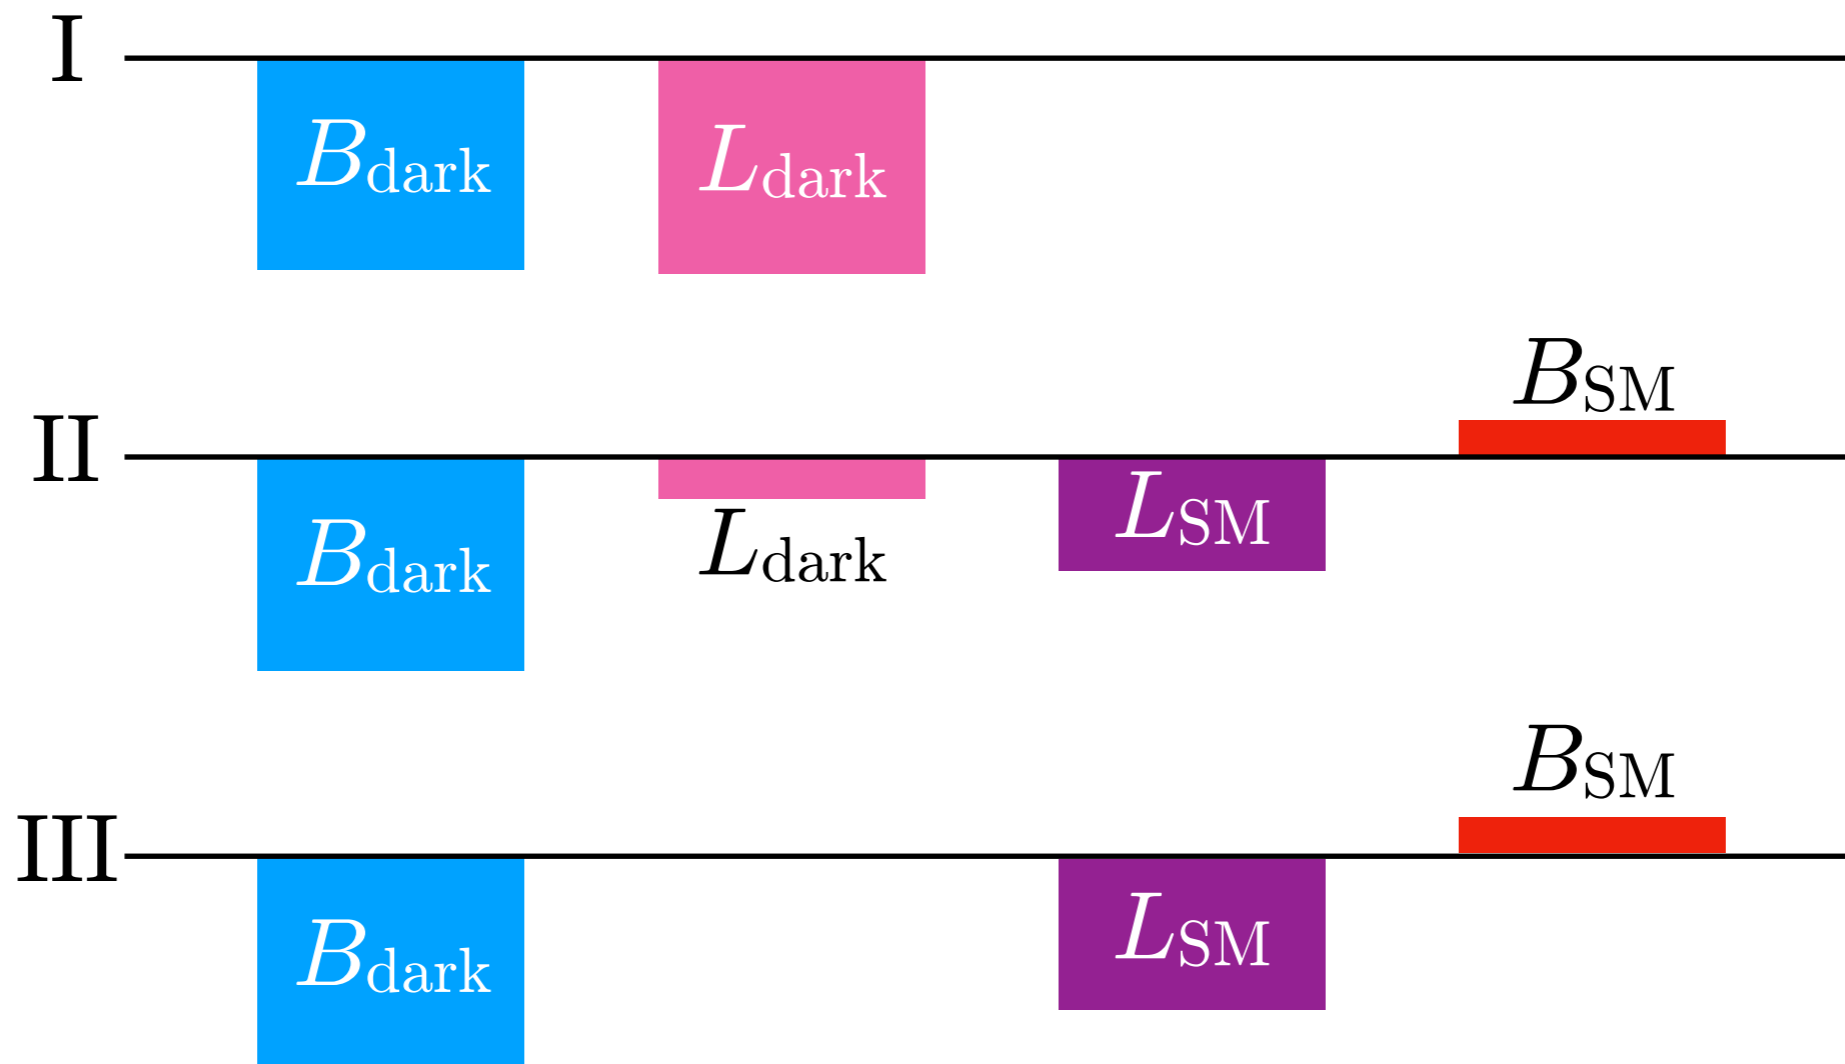 I
B_dark L_dark
B_SM
II
B_dark L_dark L_SM
B_SM
III
B_dark L_SM